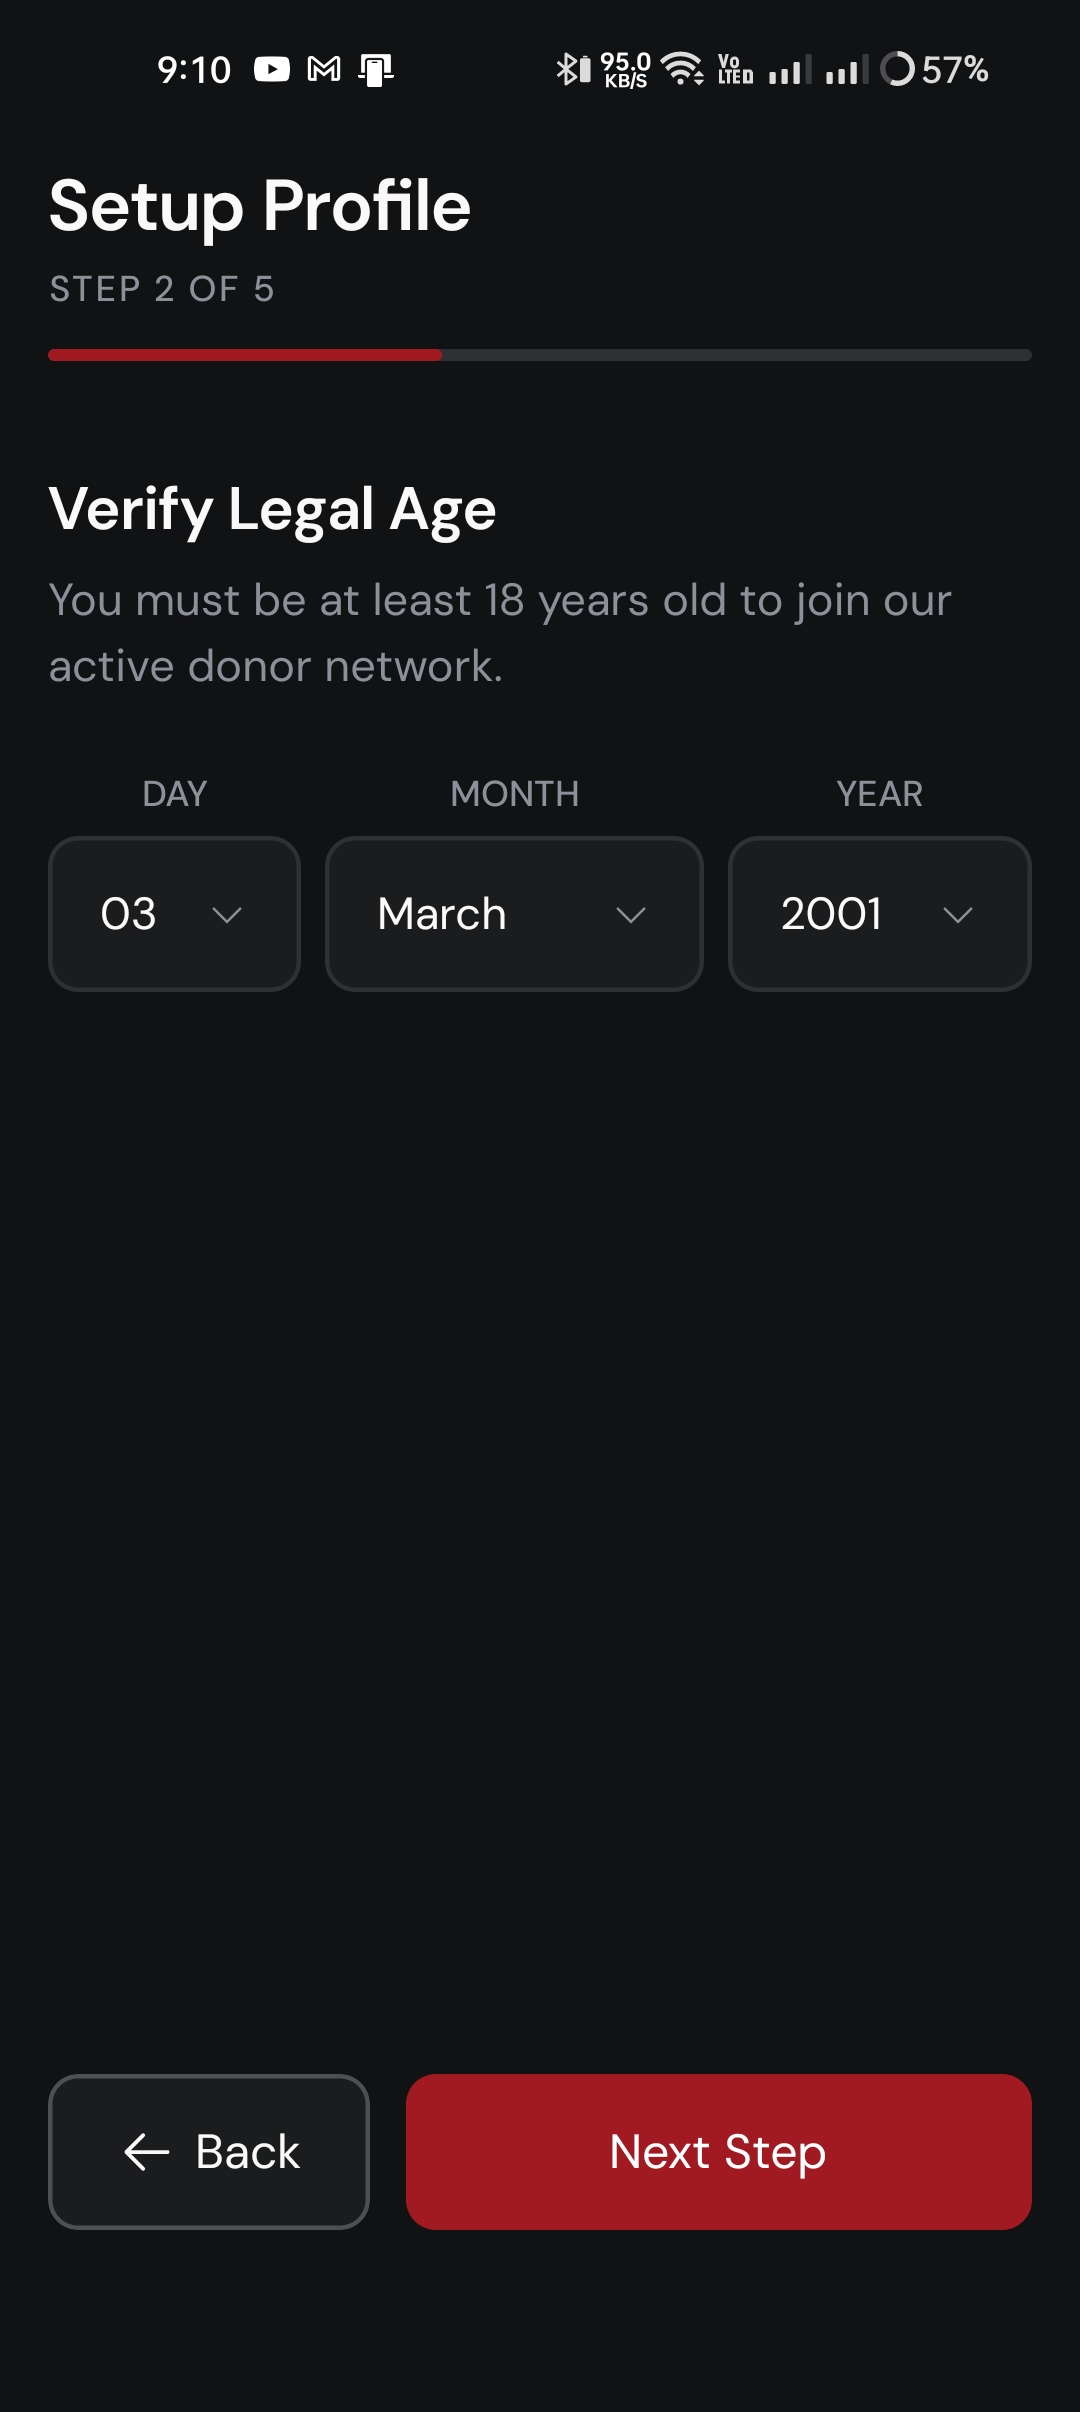 9:10 95.0 KB/S Vo LTE 57%
Setup Profile
STEP 2 OF 5
Verify Legal Age
You must be at least 18 years old to join our
active donor network.
DAY MONTH YEAR
03 March 2001
Back Next Step